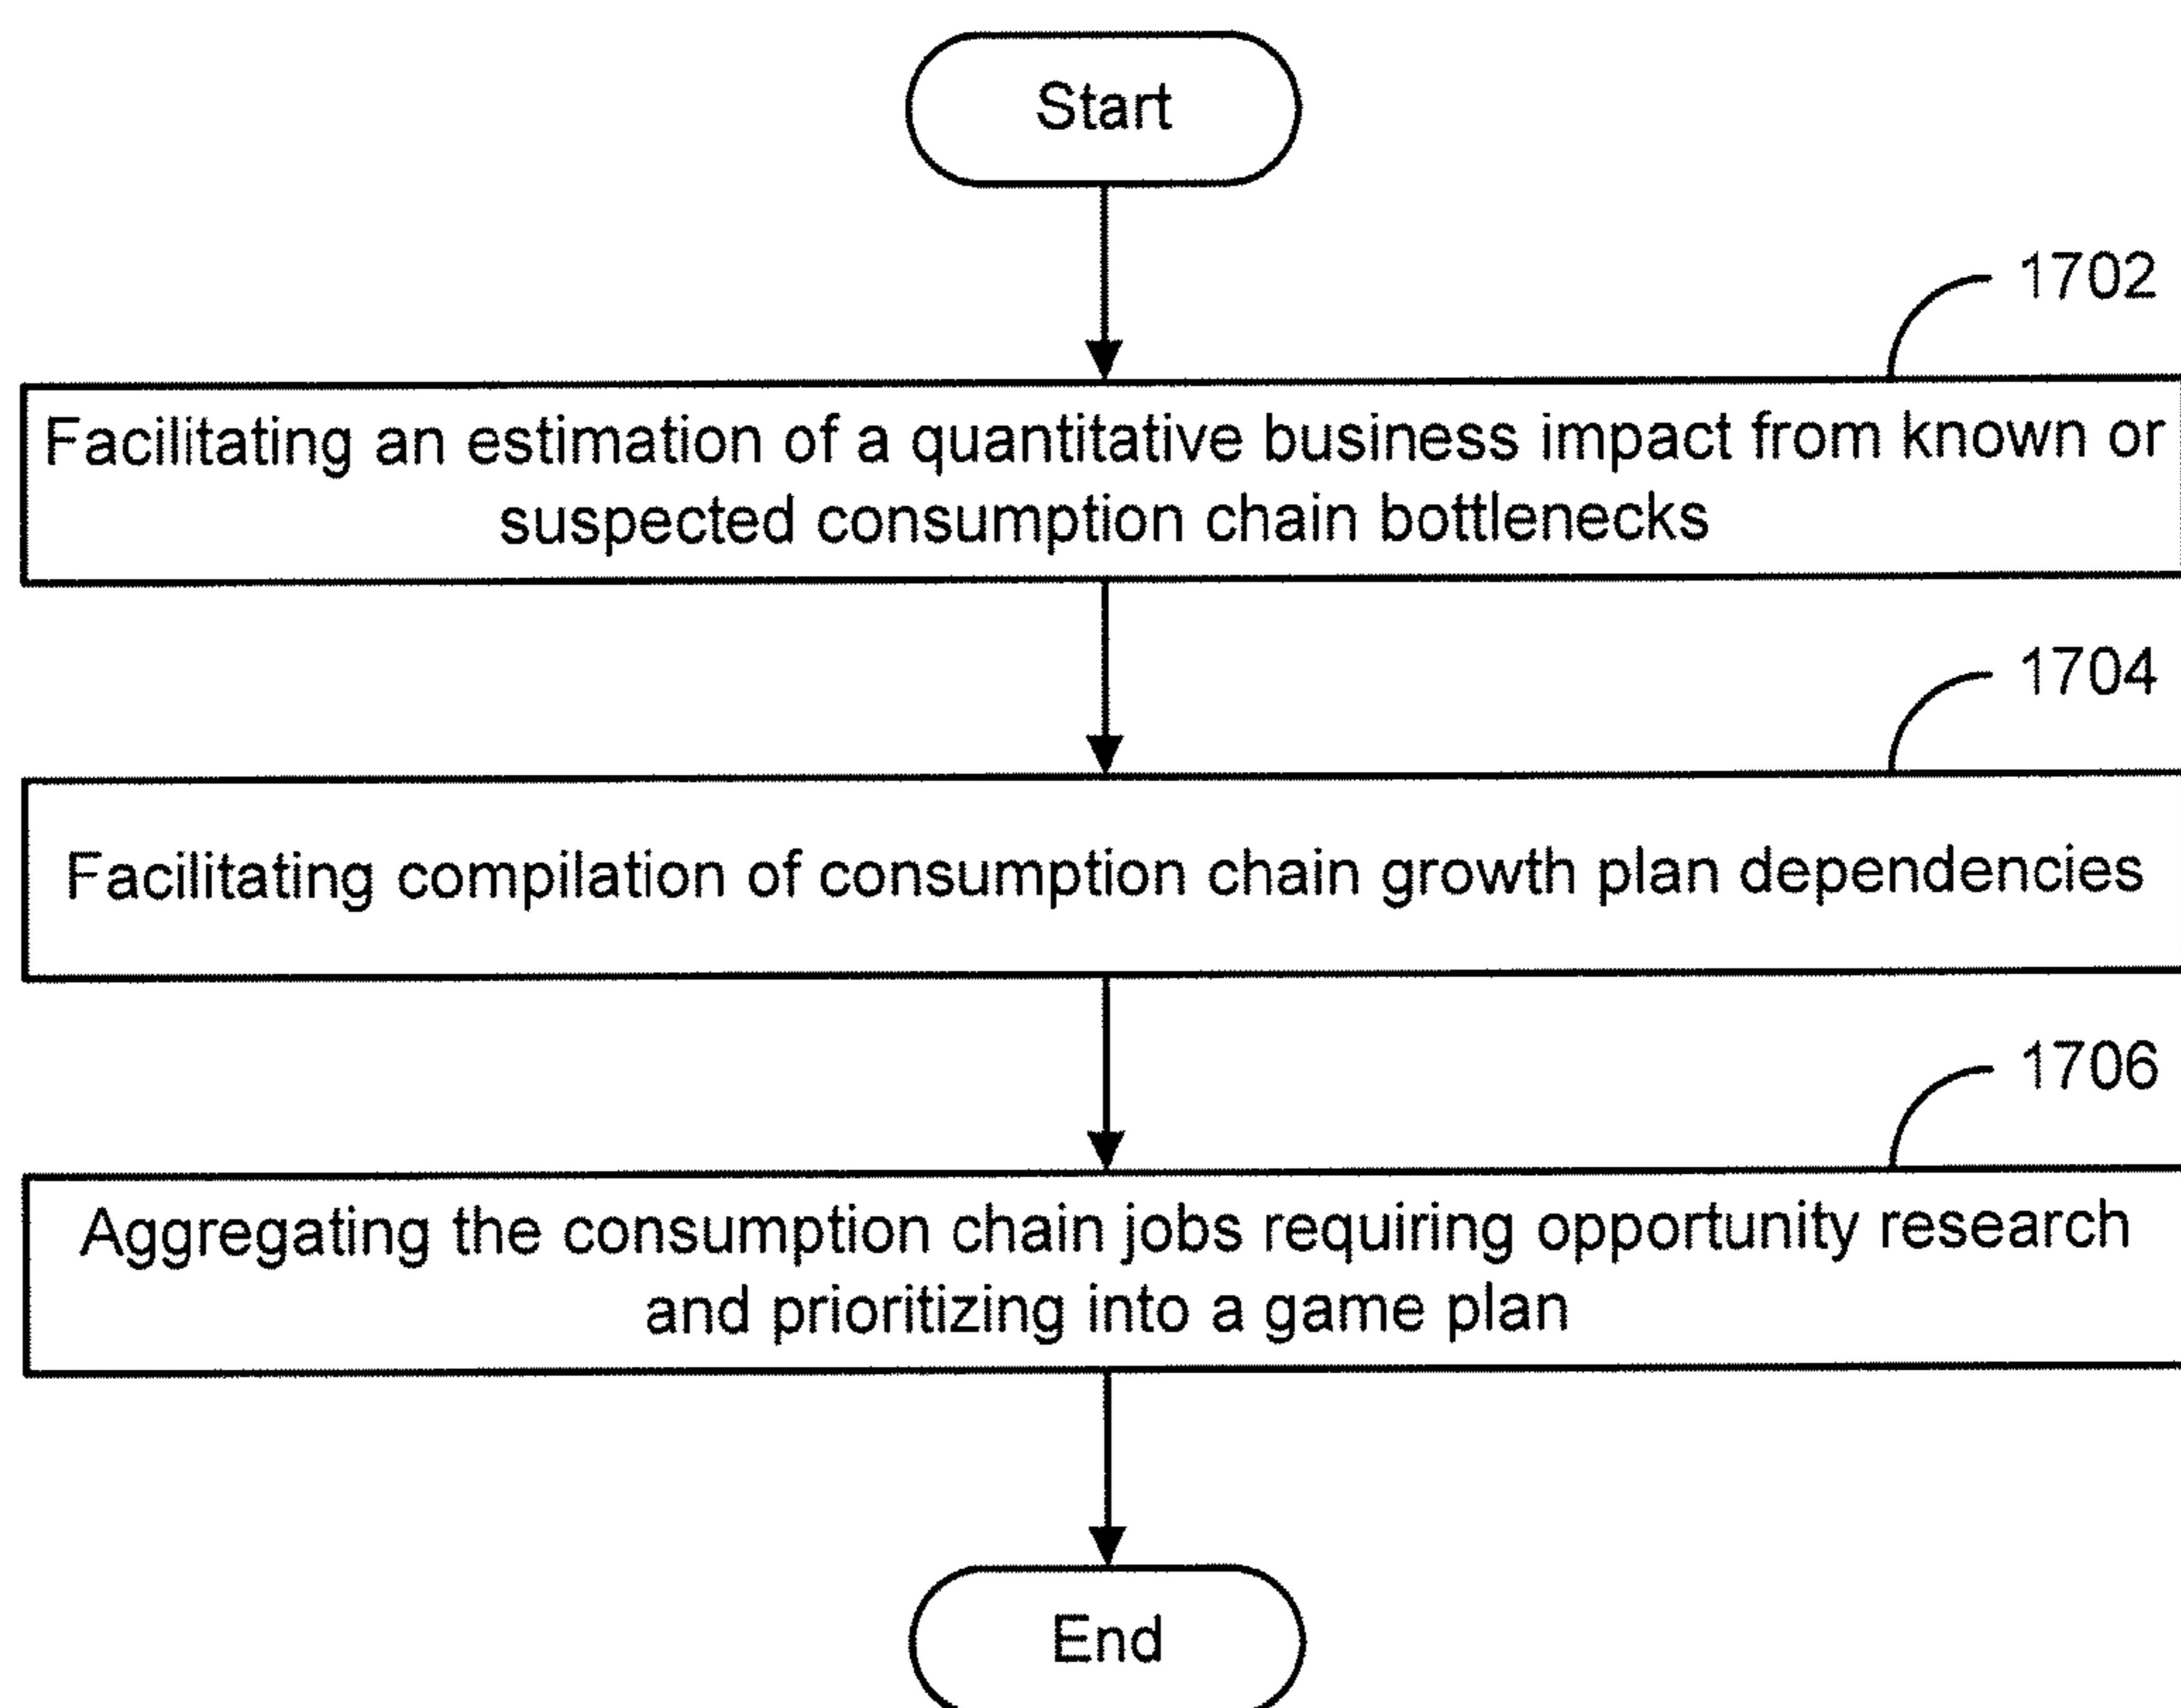 Start
1702
Facilitating an estimation of a quantitative business impact from known or
suspected consumption chain bottlenecks
1704
Facilitating compilation of consumption chain growth plan dependencies
1706
Aggregating the consumption chain jobs requiring opportunity research
and prioritizing into a game plan
End